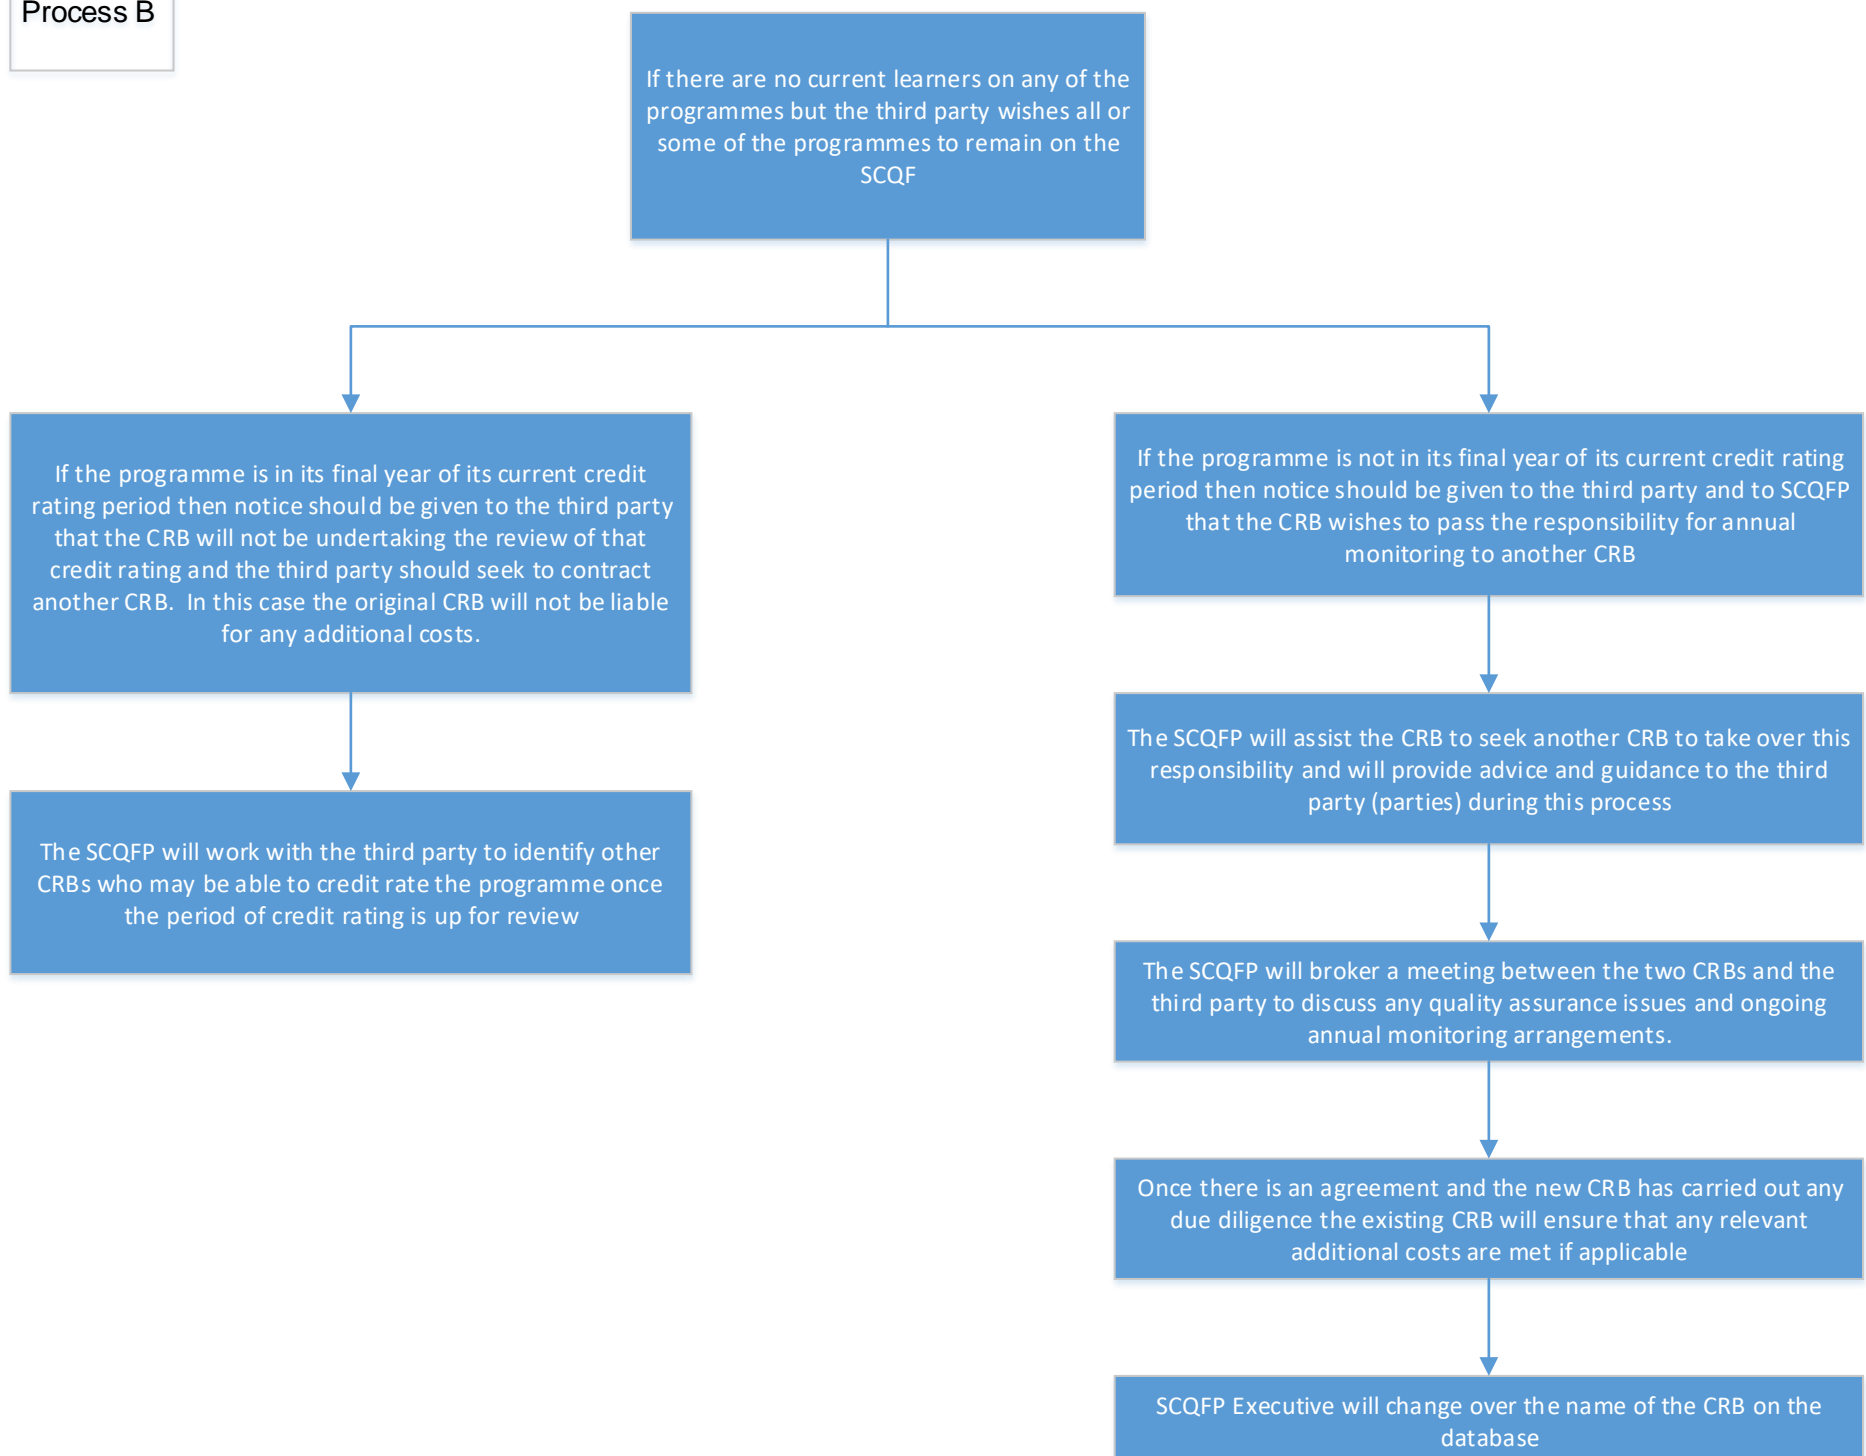 Process B
If there are no current learners on any of the
programmes but the third party wishes all or
some of the programmes to remain on the
SCQF
If the programme is in its final year of its current credit
rating period then notice should be given to the third party
that the CRB will not be undertaking the review of that
credit rating and the third party should seek to contract
another CRB.  In this case the original CRB will not be liable
for any additional costs.
The SCQFP will work with the third party to identify other
CRBs who may be able to credit rate the programme once
the period of credit rating is up for review
If the programme is not in its final year of its current credit rating
period then notice should be given to the third party and to SCQFP
that the CRB wishes to pass the responsibility for annual
monitoring to another CRB
The SCQFP will assist the CRB to seek another CRB to take over this
responsibility and will provide advice and guidance to the third
party (parties) during this process
The SCQFP will broker a meeting between the two CRBs and the
third party to discuss any quality assurance issues and ongoing
annual monitoring arrangements.
Once there is an agreement and the new CRB has carried out any
due diligence the existing CRB will ensure that any relevant
additional costs are met if applicable
SCQFP Executive will change over the name of the CRB on the
database